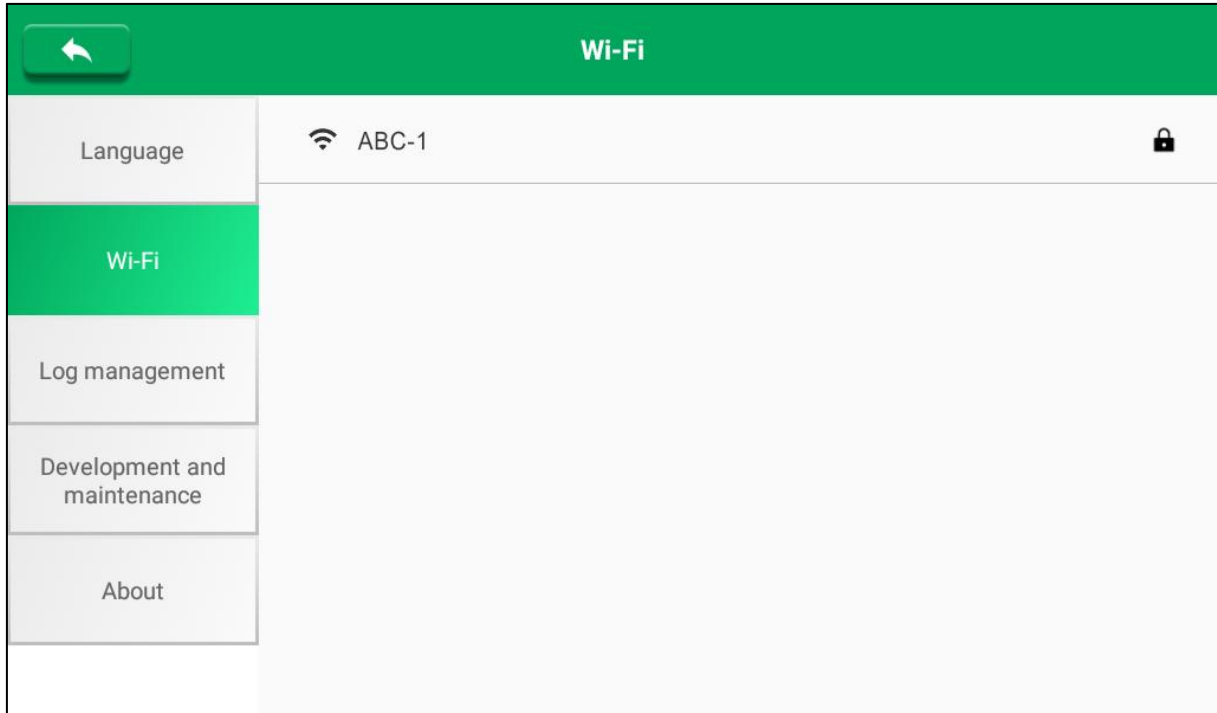 Wi-Fi
Language
Wi-Fi
Log management
Development and
maintenance
About
ABC-1